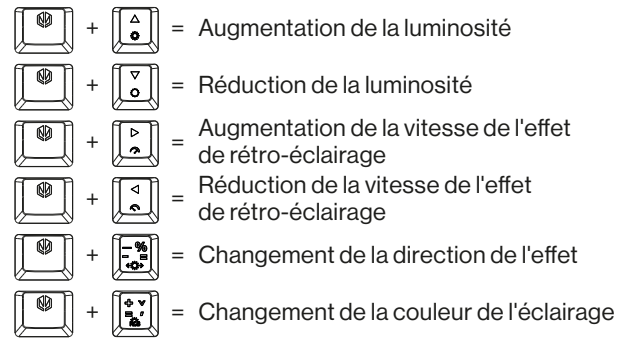 + = Augmentation de la luminosité
+ = Réduction de la luminosité
+ = Augmentation de la vitesse de l'effet
de rétro-éclairage
+ = Réduction de la vitesse de l'effet
de rétro-éclairage
+ = Changement de la direction de l'effet
+ = Changement de la couleur de l'éclairage